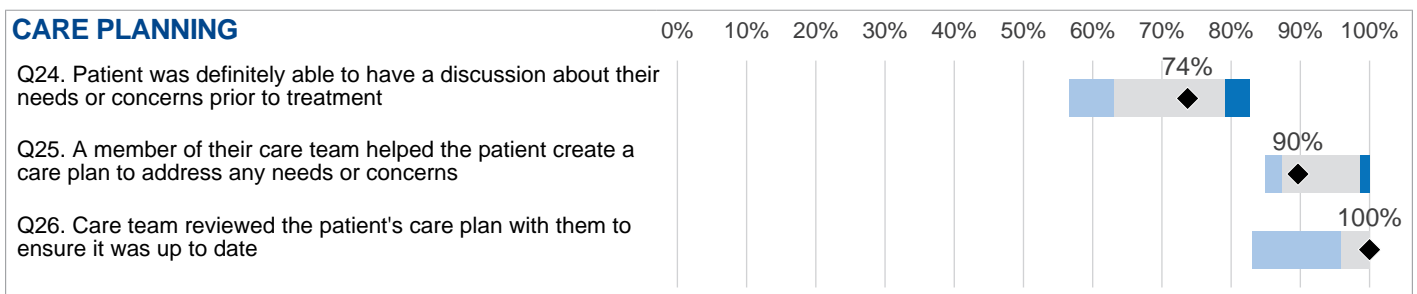 CARE PLANNING
0% 10% 20% 30% 40% 50% 60% 70% 80% 90% 100%
Q24. Patient was definitely able to have a discussion about their
needs or concerns prior to treatment
74%
Q25. A member of their care team helped the patient create a
care plan to address any needs or concerns
90%
Q26. Care team reviewed the patient's care plan with them to
ensure it was up to date
100%